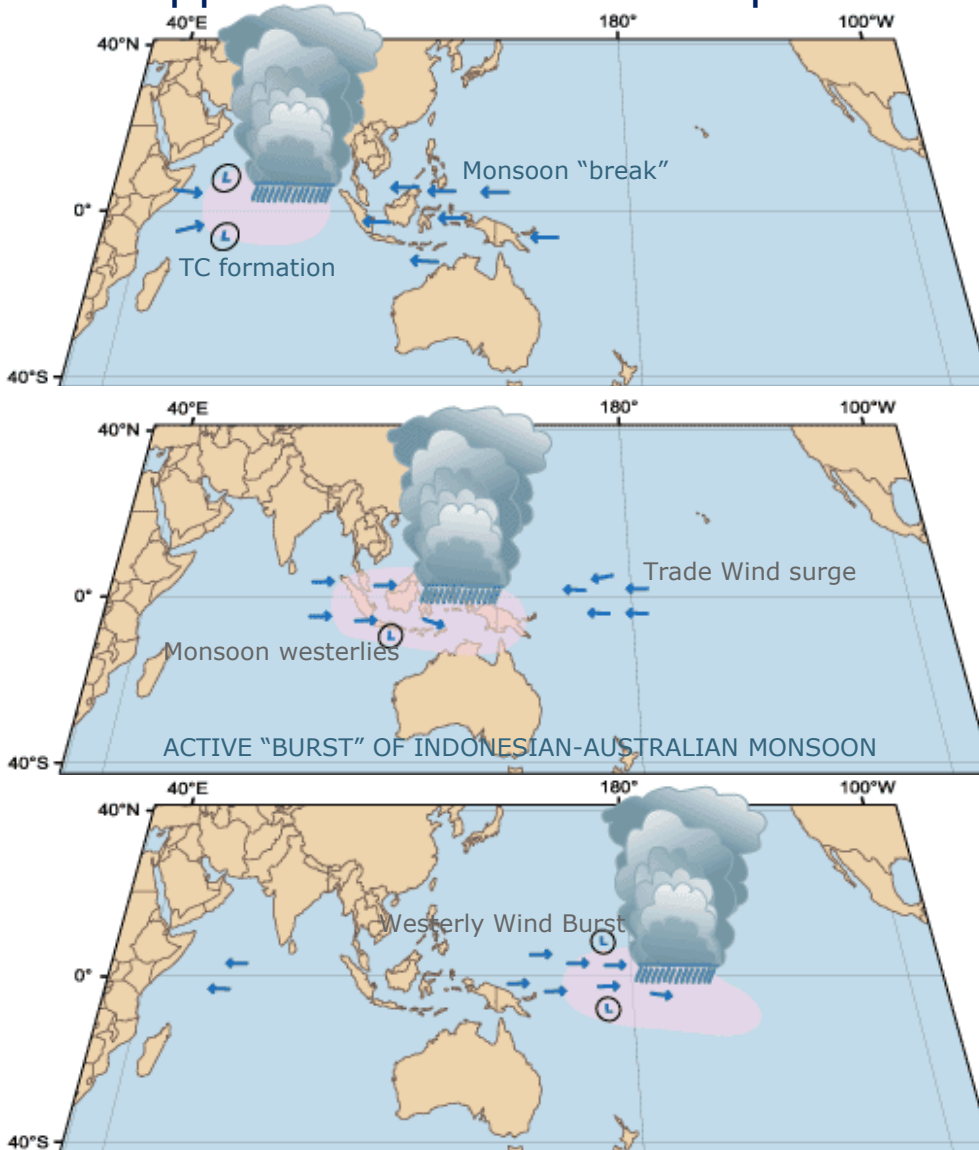 40°E 180° 100°W
40°N
L
Monsoon “break”
0°
L
TC formation
40°S
40°E 180° 100°W
40°N
Trade Wind surge
0°
L
Monsoon westerlies
ACTIVE “BURST” OF INDONESIAN-AUSTRALIAN MONSOON
40°S
40°E 180° 100°W
40°N
Westerly Wind Burst
L
0°
L
40°S